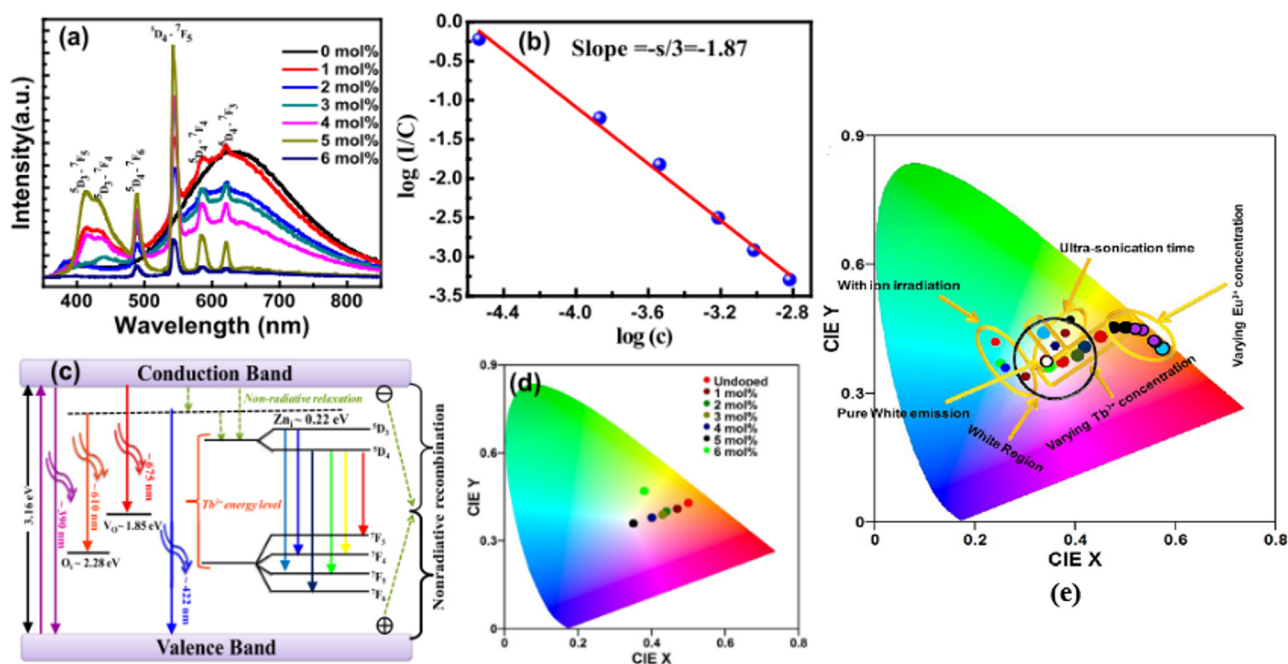 (a)
⁵D₄- ⁷F₅
0 mol%
1 mol%
2 mol%
3 mol%
4 mol%
5 mol%
6 mol%
⁵D₃- ⁷F₅
⁵D₃- ⁷F₄
⁵D₄- ⁷F₆
⁵D₄- ⁷F₄
⁵D₄- ⁷F₃
Intensity(a.u.)
400 500 600 700 800
Wavelength (nm)
(b)
Slope =-s/3=-1.87
0.0
-0.5
-1.0
-1.5
-2.0
-2.5
-3.0
-3.5
log (I/C)
-4.4 -4.0 -3.6 -3.2 -2.8
log (c)
(c)
Conduction Band
Non-radiative relaxation
Znᵢ ~ 0.22 eV
⁵D₃
⁵D₄
3.16 eV
~390 nm
~610 nm
~675 nm
~422 nm
V₀ ~ 1.85 eV
Oᵢ ~ 2.28 eV
Tb³⁺ energy level
⁷F₃
⁷F₄
⁷F₅
⁷F₆
Nonradiative recombination
Valence Band
(d)
Undoped
1 mol%
2 mol%
3 mol%
4 mol%
5 mol%
6 mol%
0.9
0.6
0.3
0
CIE Y
0 0.2 0.4 0.6 0.8
CIE X
0.9
0.6
0.3
0
CIE Y
Ultra-sonication time
With ion irradiation
Varying Eu³⁺ concentration
Pure White emission
White Region
Varying Tb³⁺ concentration
0 0.2 0.4 0.6 0.8
CIE X
(e)